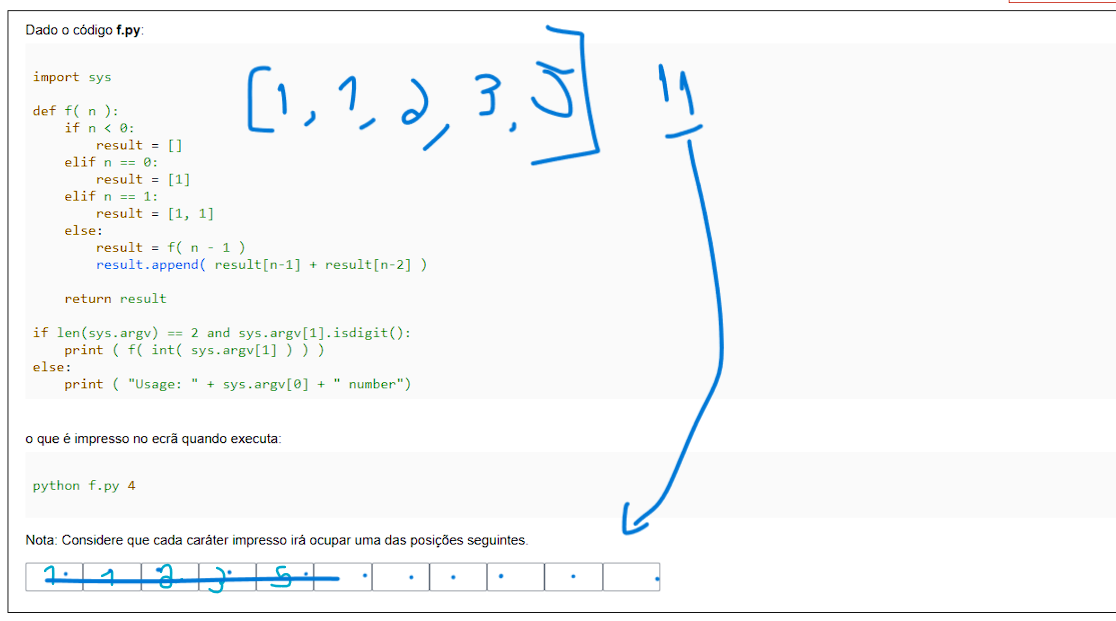 Dado o código f.py:
import sys
def f( n ):
    if n < 0:
        result = []
    elif n == 0:
        result = [1]
    elif n == 1:
        result = [1, 1]
    else:
        result = f( n - 1 )
        result.append( result[n-1] + result[n-2] )
    return result
if len(sys.argv) == 2 and sys.argv[1].isdigit():
    print ( f( int( sys.argv[1] ) ) )
else:
    print ( "Usage: " + sys.argv[0] + " number")
[1, 1, 2, 3, 5] 11
o que é impresso no ecrã quando executa:
python f.py 4
Nota: Considere que cada caráter impresso irá ocupar uma das posições seguintes.
1 1 2 3 5